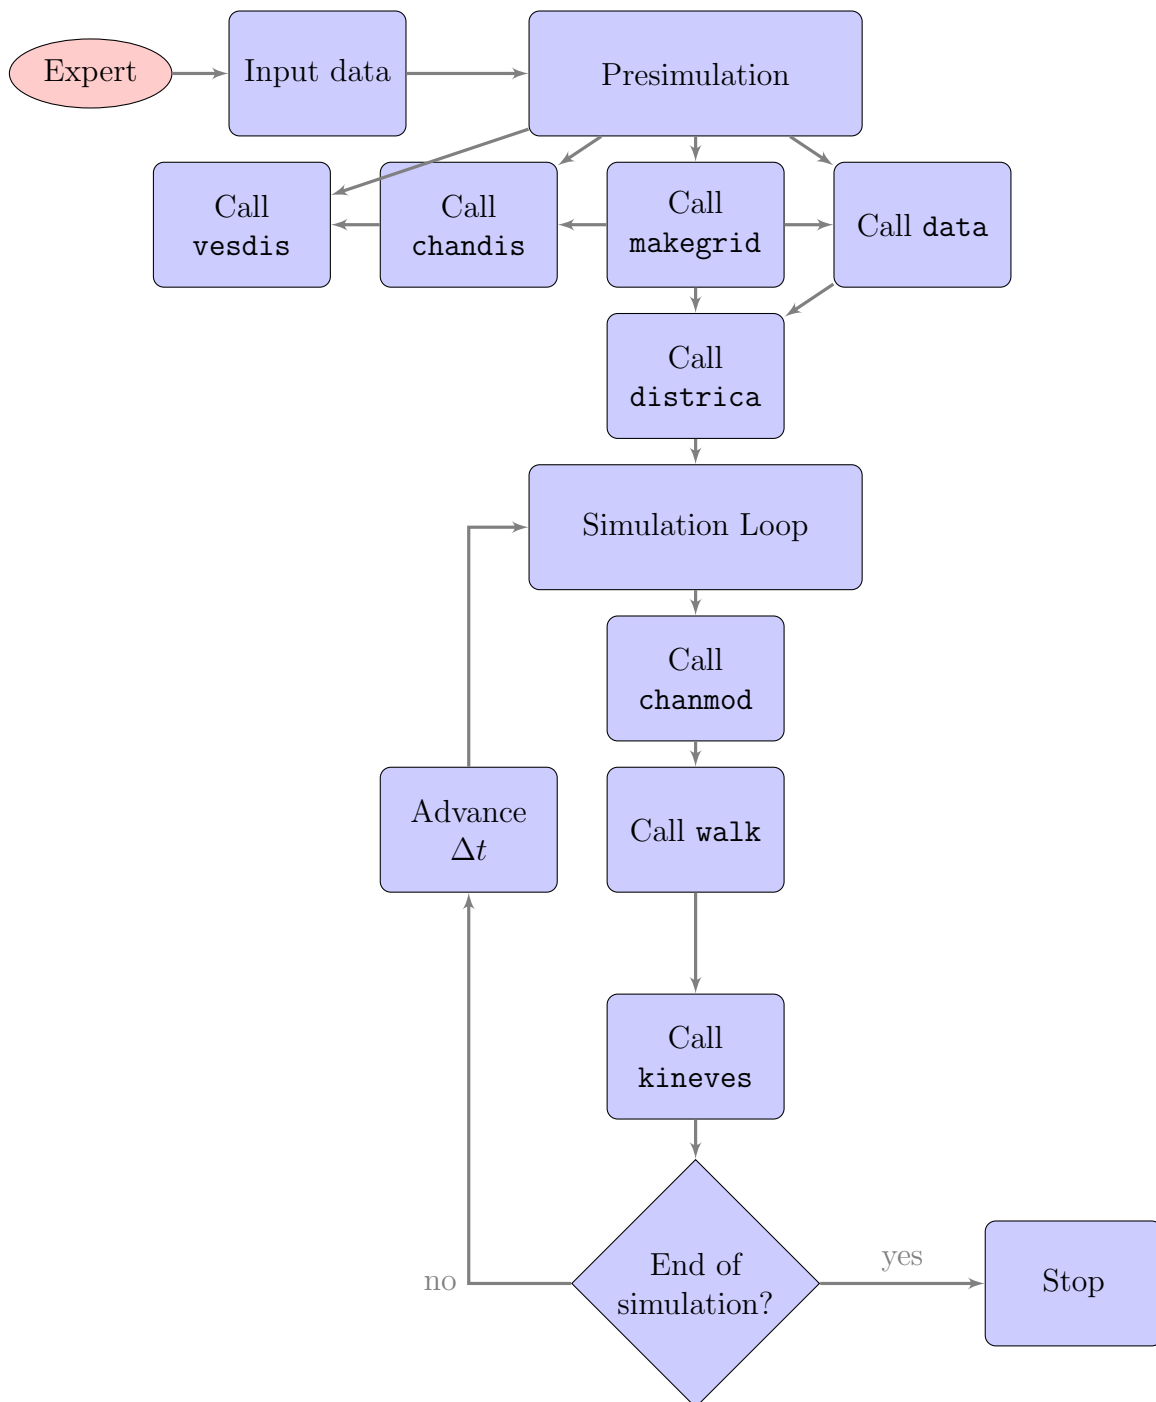 Expert
Input data
Presimulation
Call
vesdis
Call
chandis
Call
makegrid
Call data
Call
districa
Simulation Loop
Call
chanmod
Advance
Δt
Call walk
Call
kineves
End of
simulation?
no
yes
Stop